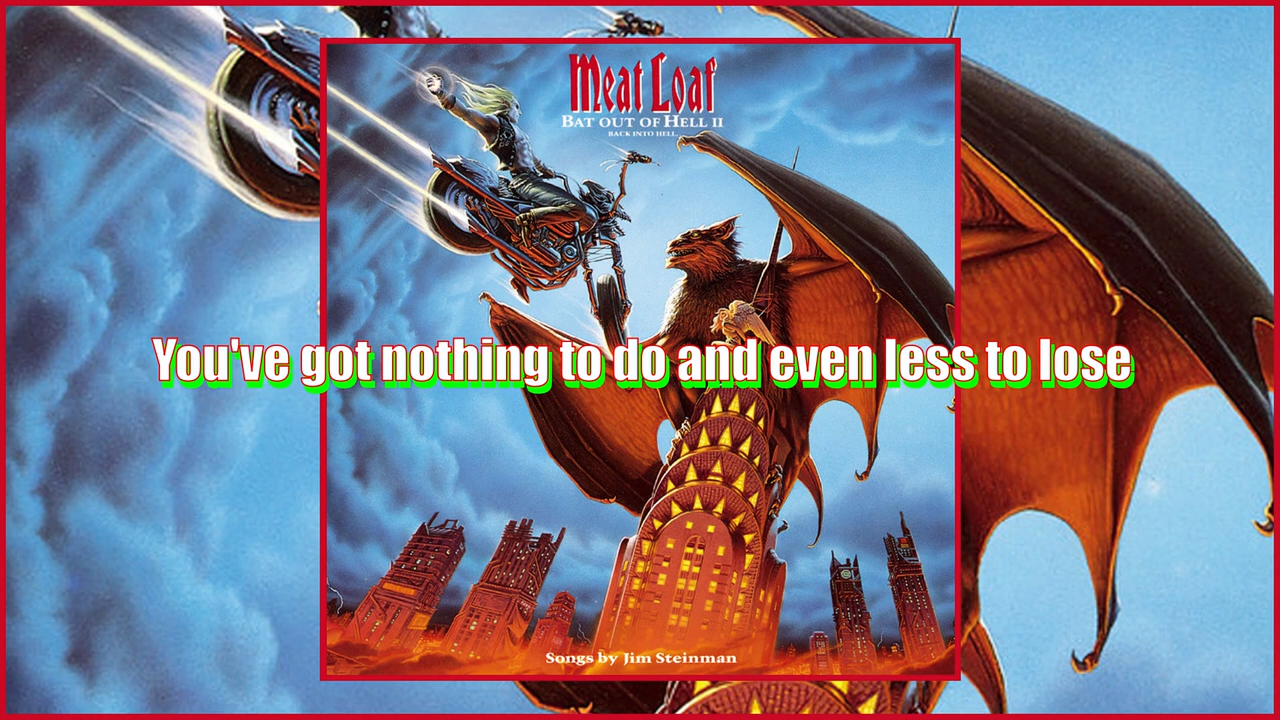 Meat Loaf
BAT OUT OF HELL II
BACK INTO HELL.
You've got nothing to do and even less to lose
Songs by Jim Steinman